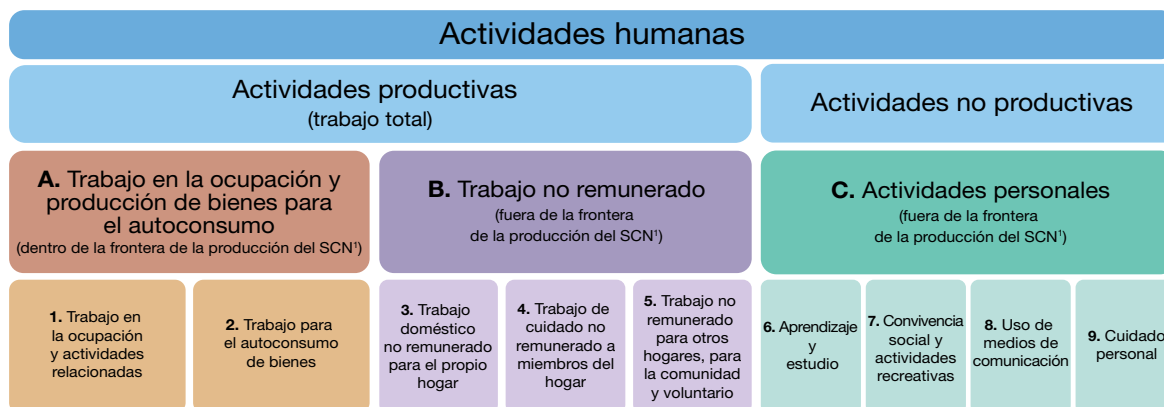 Actividades humanas
Actividades productivas
(trabajo total)
Actividades no productivas
A. Trabajo en la ocupación y
producción de bienes para
el autoconsumo
(dentro de la frontera de la producción del SCN¹)
B. Trabajo no remunerado
(fuera de la frontera
de la producción del SCN¹)
C. Actividades personales
(fuera de la frontera
de la producción del SCN¹)
1. Trabajo en
la ocupación
y actividades
relacionadas
2. Trabajo para
el autoconsumo
de bienes
3. Trabajo
doméstico
no remunerado
para el propio
hogar
4. Trabajo de
cuidado no
remunerado a
miembros del
hogar
5. Trabajo no
remunerado
para otros
hogares, para
la comunidad
y voluntario
6. Aprendizaje
y
estudio
7. Convivencia
social y
actividades
recreativas
8. Uso de
medios de
comunicación
9. Cuidado
personal